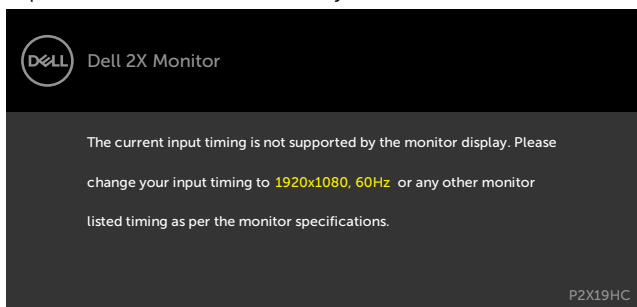 DELL Dell 2X Monitor
The current input timing is not supported by the monitor display. Please
change your input timing to 1920x1080, 60Hz or any other monitor
listed timing as per the monitor specifications.
P2X19HC